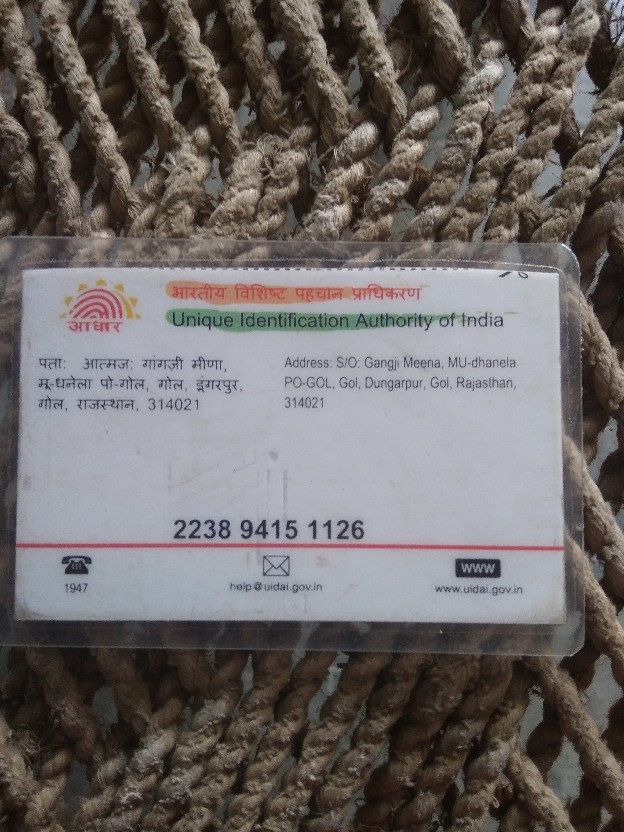 भारतीय विशिष्ट पहचान प्राधिकरण
Unique Identification Authority of India
आधार
पता: आत्मज: गांगजी मीणा,
मू-धनेला पो-गोल, गोल, डूंगरपुर,
गोल, राजस्थान, 314021
Address: S/O: Gangji Meena, MU-dhanela
PO-GOL, Gol, Dungarpur, Gol, Rajasthan,
314021
2238 9415 1126
1947
help@uidai.gov.in
WWW
www.uidai.gov.in